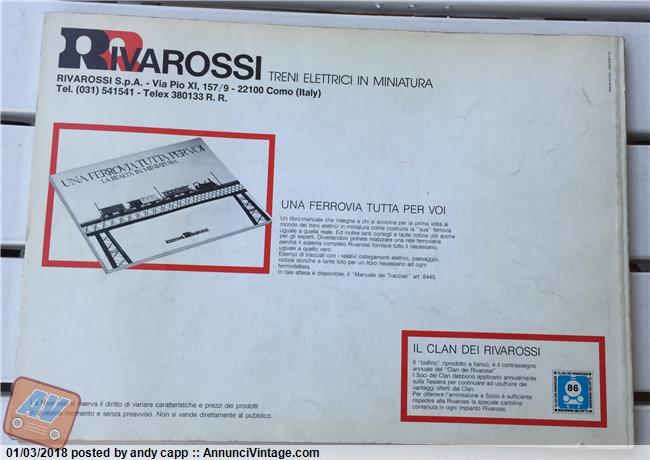 RIVAROSSI TRENI ELETTRICI IN MINIATURA
RIVAROSSI S.p.A. - Via Pio XI, 157/9 - 22100 Como (Italy)
Tel. (031) 541541 - Telex 380133 R. R.
UNA FERROVIA TUTTA PER VOI
LA REALTÀ IN MINIATURA
EDIZIONI RIVAROSSI
UNA FERROVIA TUTTA PER VOI
Un libro-manuale che insegna a chi si avvicina per la prima volta al
mondo dei treni elettrici in miniatura come costruirsi la "sua" ferrovia
uguale a quella reale. Ed inoltre tanti consigli e tante notizie utili anche
per gli esperti. Divertendovi potrete realizzare una rete ferroviaria
perché il sistema completo Rivarossi fornisce tutto il necessario,
uguale a quello vero.
Esempi di tracciati con i relativi collegamenti elettrici, paesaggio,
notizie storiche e tante foto per un libro necessario ad ogni
fermodellista.
In tale attesa è disponibile, il "Manuale dei Tracciati" art. 8445.
IL CLAN DEI RIVAROSSI
Il "bollino" riprodotto a fianco, è il contrassegno
annuale del "Clan dei Rivarossi".
I Soci del Clan debbono applicarlo annualmente
sulla Tessera per continuare ad usufruire dei
vantaggi offerti dal Clan.
Per ottenere l'ammissione a Socio è sufficiente
rispedire alla Rivarossi la speciale cartolina
contenuta in ogni impianto Rivarossi.
CLAN DEI RIVAROSSI
86
si riserva il diritto di variare caratteristiche e prezzi dei prodotti
in qualsiasi momento e senza preavviso. Non si vende direttamente al pubblico.
01/03/2018 posted by andy capp :: AnnunciVintage.com